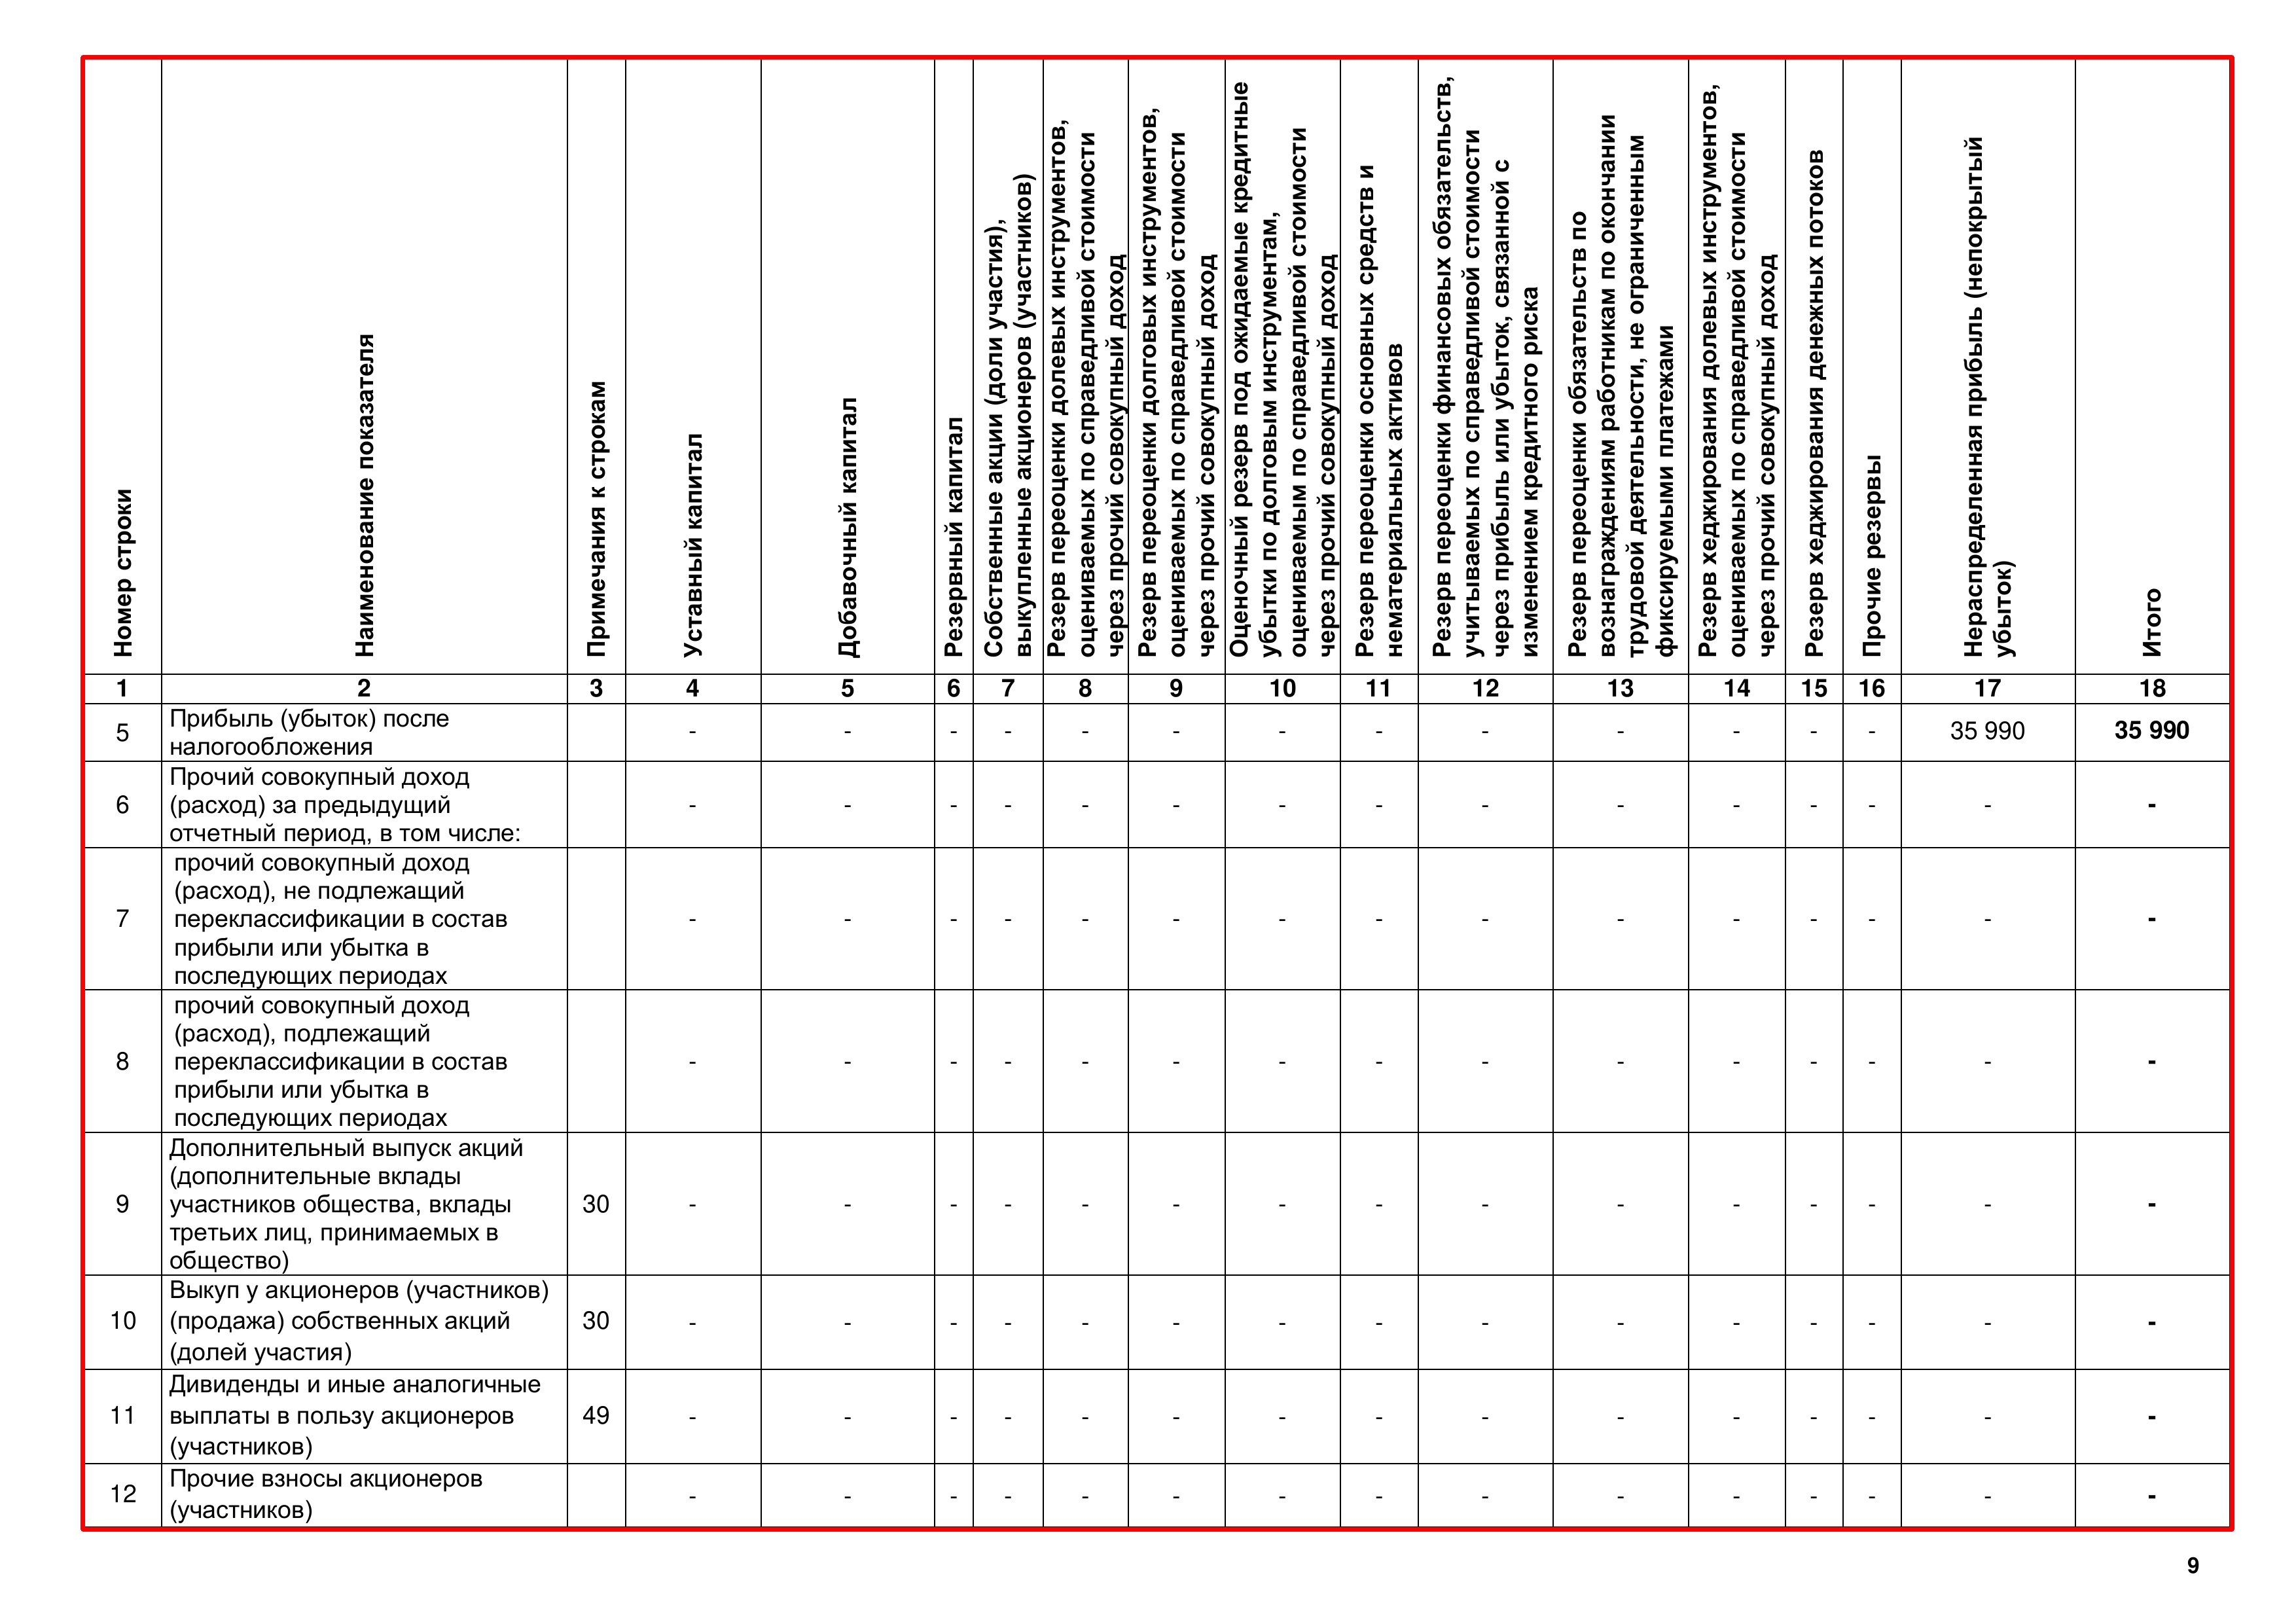 Номер строки
Наименование показателя
Примечания к строкам
Уставный капитал
Добавочный капитал
Резервный капитал
Собственные акции (доли участия),
выкупленные акционеров (участников)
Резерв переоценки долевых инструментов,
оцениваемых по справедливой стоимости
через прочий совокупный доход
Резерв переоценки долговых инструментов,
оцениваемых по справедливой стоимости
через прочий совокупный доход
Оценочный резерв под ожидаемые кредитные
убытки по долговым инструментам,
оцениваемым по справедливой стоимости
через прочий совокупный доход
Резерв переоценки основных средств и
нематериальных активов
Резерв переоценки финансовых обязательств,
учитываемых по справедливой стоимости
через прибыль или убыток, связанной с
изменением кредитного риска
Резерв переоценки обязательств по
вознаграждениям работникам по окончании
трудовой деятельности, не ограниченным
фиксируемыми платежами
Резерв хеджирования долевых инструментов,
оцениваемых по справедливой стоимости
через прочий совокупный доход
Резерв хеджирования денежных потоков
Прочие резервы
Нераспределенная прибыль (непокрытый
убыток)
Итого
1 2 3 4 5 6 7 8 9 10 11 12 13 14 15 16 17 18
Прибыль (убыток) после
5 - - - - - - - - - - - - - 35 990 35 990
налогообложения
Прочий совокупный доход
6 (расход) за предыдущий - - - - - - - - - - - - - - -
отчетный период, в том числе:
прочий совокупный доход
(расход), не подлежащий
7 переклассификации в состав - - - - - - - - - - - - - - -
прибыли или убытка в
последующих периодах
прочий совокупный доход
(расход), подлежащий
8 переклассификации в состав - - - - - - - - - - - - - - -
прибыли или убытка в
последующих периодах
Дополнительный выпуск акций
(дополнительные вклады
9 участников общества, вклады 30 - - - - - - - - - - - - - - -
третьих лиц, принимаемых в
общество)
Выкуп у акционеров (участников)
10 (продажа) собственных акций 30 - - - - - - - - - - - - - - -
(долей участия)
Дивиденды и иные аналогичные
11 выплаты в пользу акционеров 49 - - - - - - - - - - - - - - -
(участников)
Прочие взносы акционеров
12 - - - - - - - - - - - - - - -
(участников)
9